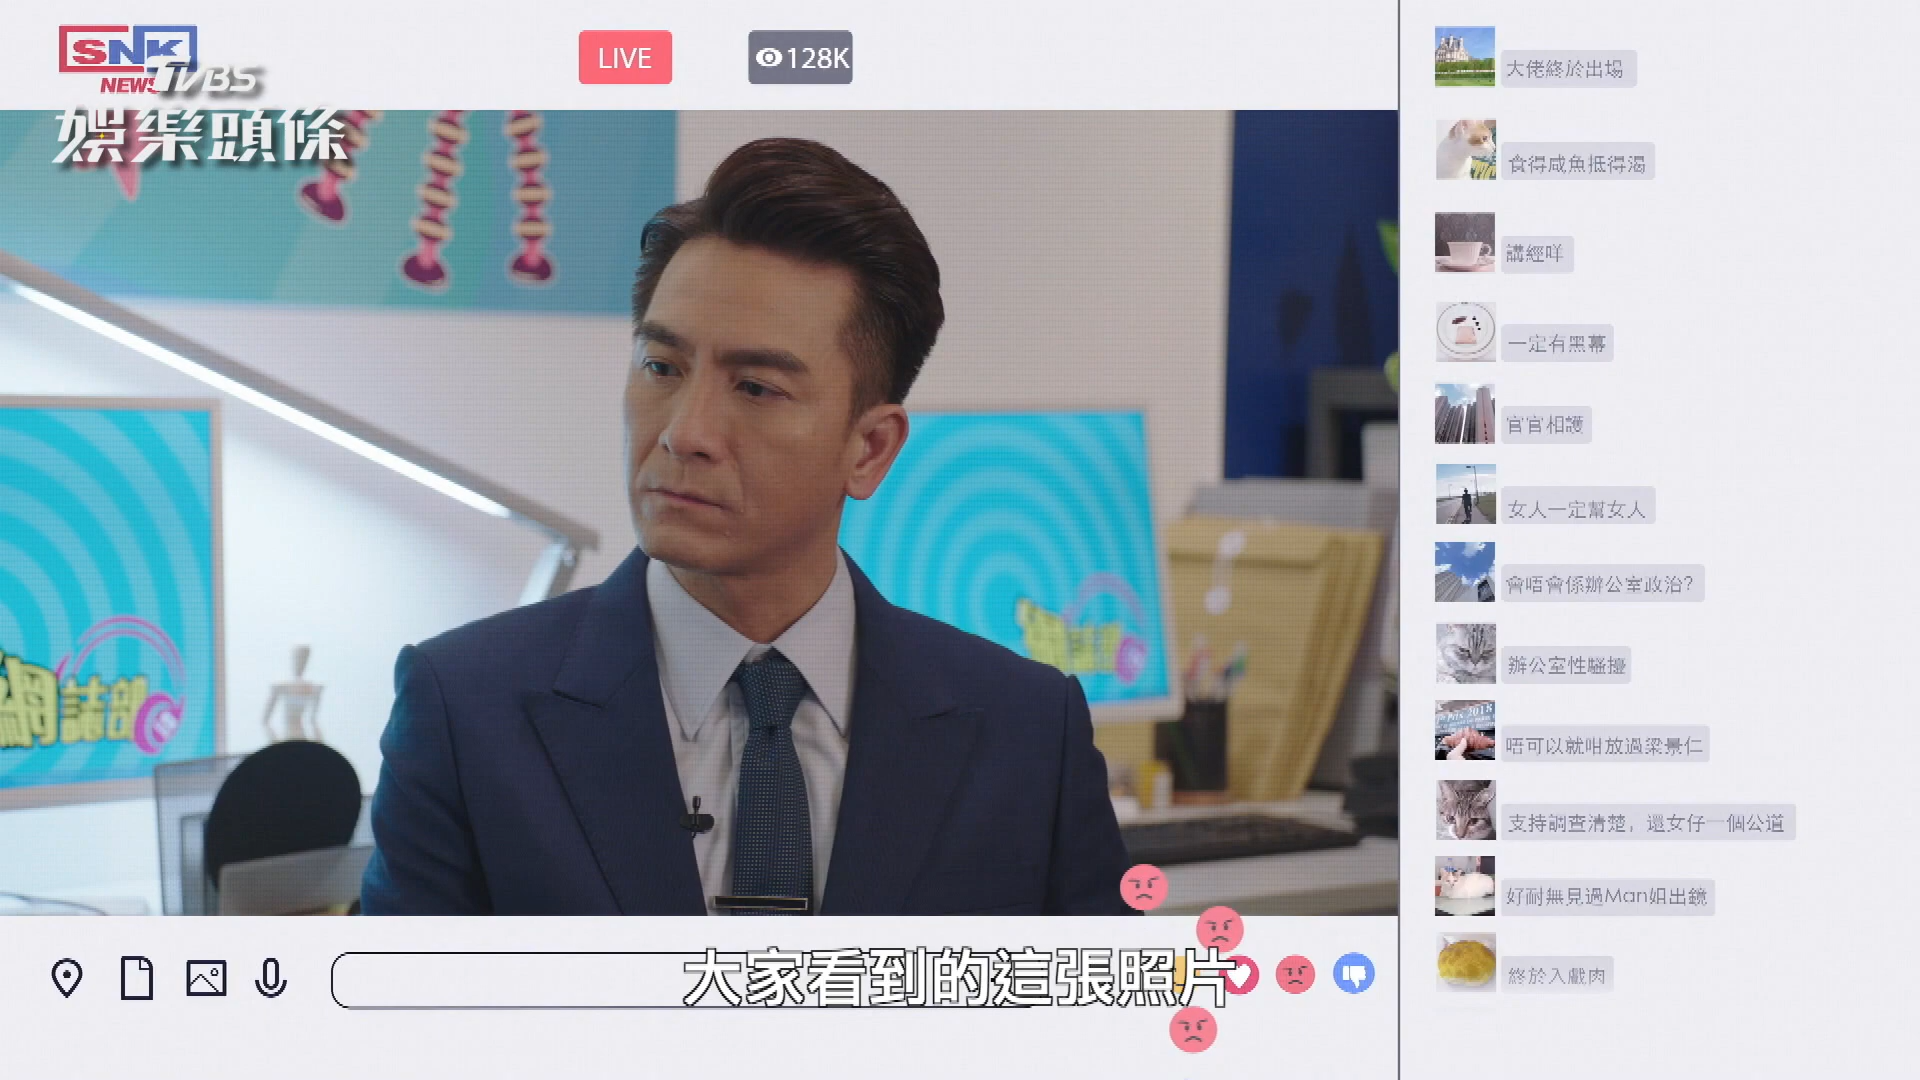 SNK
NEWS
TVBS
娛樂頭條
LIVE
128K
網誌部
大佬終於出場
食得咸魚抵得渴
講經咩
一定有黑幕
官官相護
女人一定幫女人
會唔會係辦公室政治?
辦公室性騷擾
唔可以就咁放過梁景仁
支持調查清楚，還女仔一個公道
好耐無見過Man姐出鏡
終於入戲肉
大家看到的這張照片